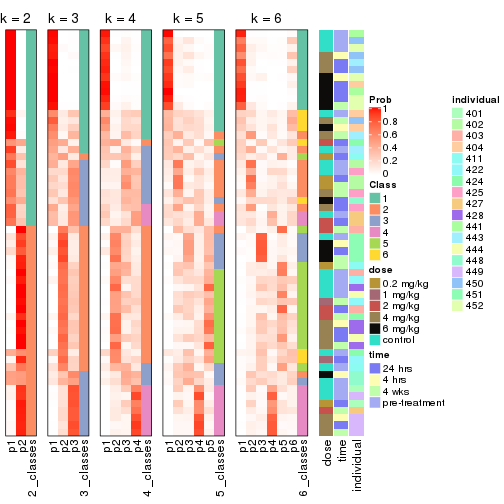 k = 2 k = 3 k = 4 k = 5 k = 6
Prob
1
0.8
0.6
0.4
0.2
0
Class
1
2
3
4
5
6
dose
0.2 mg/kg
1 mg/kg
2 mg/kg
4 mg/kg
6 mg/kg
control
time
24 hrs
4 hrs
4 wks
pre-treatment
individual
401
402
403
404
411
422
424
425
427
428
441
443
444
448
449
450
451
452
p1
p2
2_classes
p1
p2
p3
3_classes
p1
p2
p3
p4
4_classes
p1
p2
p3
p4
p5
5_classes
p1
p2
p3
p4
p5
p6
6_classes
dose
time
individual